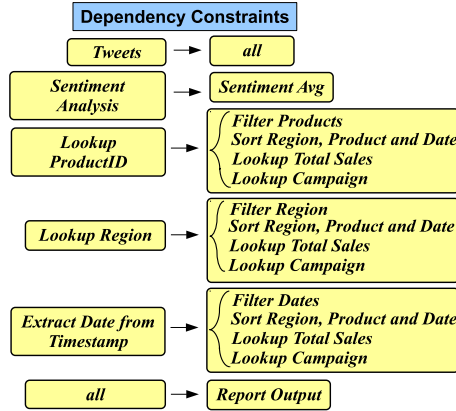 Dependency Constraints
Tweets
all
Sentiment
Analysis
Sentiment Avg
Lookup
ProductID
Filter Products
Sort Region, Product and Date
Lookup Total Sales
Lookup Campaign
Lookup Region
Filter Region
Sort Region, Product and Date
Lookup Total Sales
Lookup Campaign
Extract Date from
Timestamp
Filter Dates
Sort Region, Product and Date
Lookup Total Sales
Lookup Campaign
all
Report Output